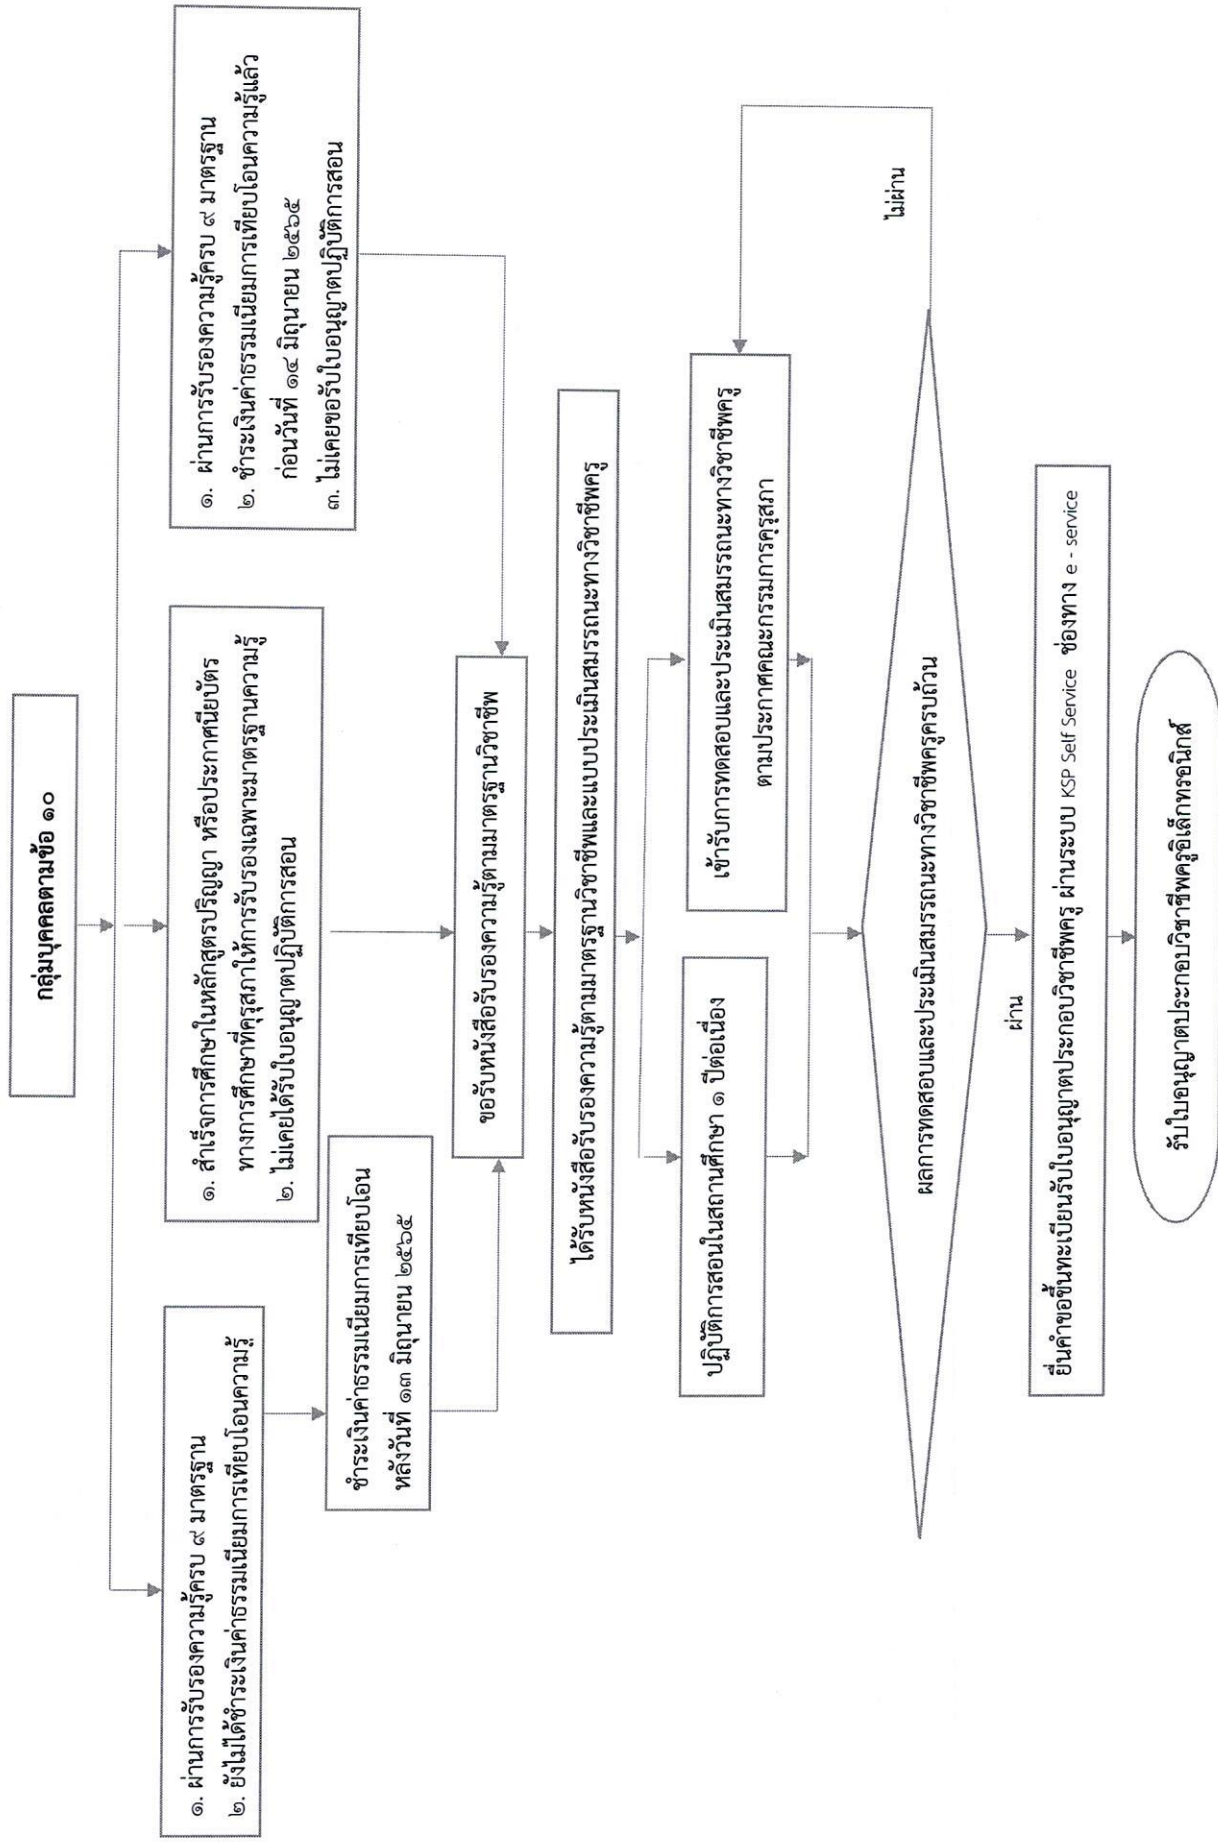 กลุ่มบุคคลตามข้อ ๑๐
๑. ผ่านการรับรองความรู้ครบ ๙ มาตรฐาน
๒. ยังไม่ได้ชำระเงินค่าธรรมเนียมการเทียบโอนความรู้
๑. สำเร็จการศึกษาในหลักสูตรปริญญา หรือประกาศนียบัตร
ทางการศึกษาที่คุรุสภาให้การรับรองเฉพาะมาตรฐานความรู้
๒. ไม่เคยได้รับใบอนุญาตปฏิบัติการสอน
๑. ผ่านการรับรองความรู้ครบ ๙ มาตรฐาน
๒. ชำระเงินค่าธรรมเนียมการเทียบโอนความรู้แล้ว
ก่อนวันที่ ๑๔ มิถุนายน ๒๕๖๕
๓. ไม่เคยขอรับใบอนุญาตปฏิบัติการสอน
ชำระเงินค่าธรรมเนียมการเทียบโอน
หลังวันที่ ๑๓ มิถุนายน ๒๕๖๕
ขอรับหนังสือรับรองความรู้ตามมาตรฐานวิชาชีพ
ได้รับหนังสือรับรองความรู้ตามมาตรฐานวิชาชีพและแบบประเมินสมรรถนะทางวิชาชีพครู
ปฏิบัติการสอนในสถานศึกษา ๑ ปีต่อเนื่อง
เข้ารับการทดสอบและประเมินสมรรถนะทางวิชาชีพครู
ตามประกาศคณะกรรมการคุรุสภา
ไม่ผ่าน
ผลการทดสอบและประเมินสมรรถนะทางวิชาชีพครูครบถ้วน
ผ่าน
ยื่นคำขอขึ้นทะเบียนรับใบอนุญาตประกอบวิชาชีพครู ผ่านระบบ KSP Self Service ช่องทาง e - service
รับใบอนุญาตประกอบวิชาชีพครูอิเล็กทรอนิกส์